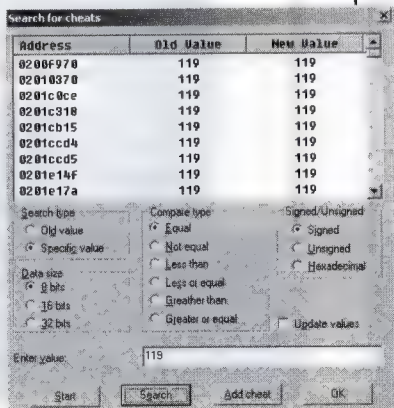 Search for cheats
Address Old Value New Value
0200f970 119 119
02010370 119 119
0201c0ce 119 119
0201c318 119 119
0201cb15 119 119
0201ccd4 119 119
0201ccd5 119 119
0201e14f 119 119
0201e17a 119 119
Search type
Old value
Specific value
Data size
8 bits
16 bits
32 bits
Compare type
Equal
Not equal
Less than
Less or equal
Greather than
Greater or equal
Signed/Unsigned
Signed
Unsigned
Hexadecimal
Update values
Enter value: 119
Start Search Add cheat OK